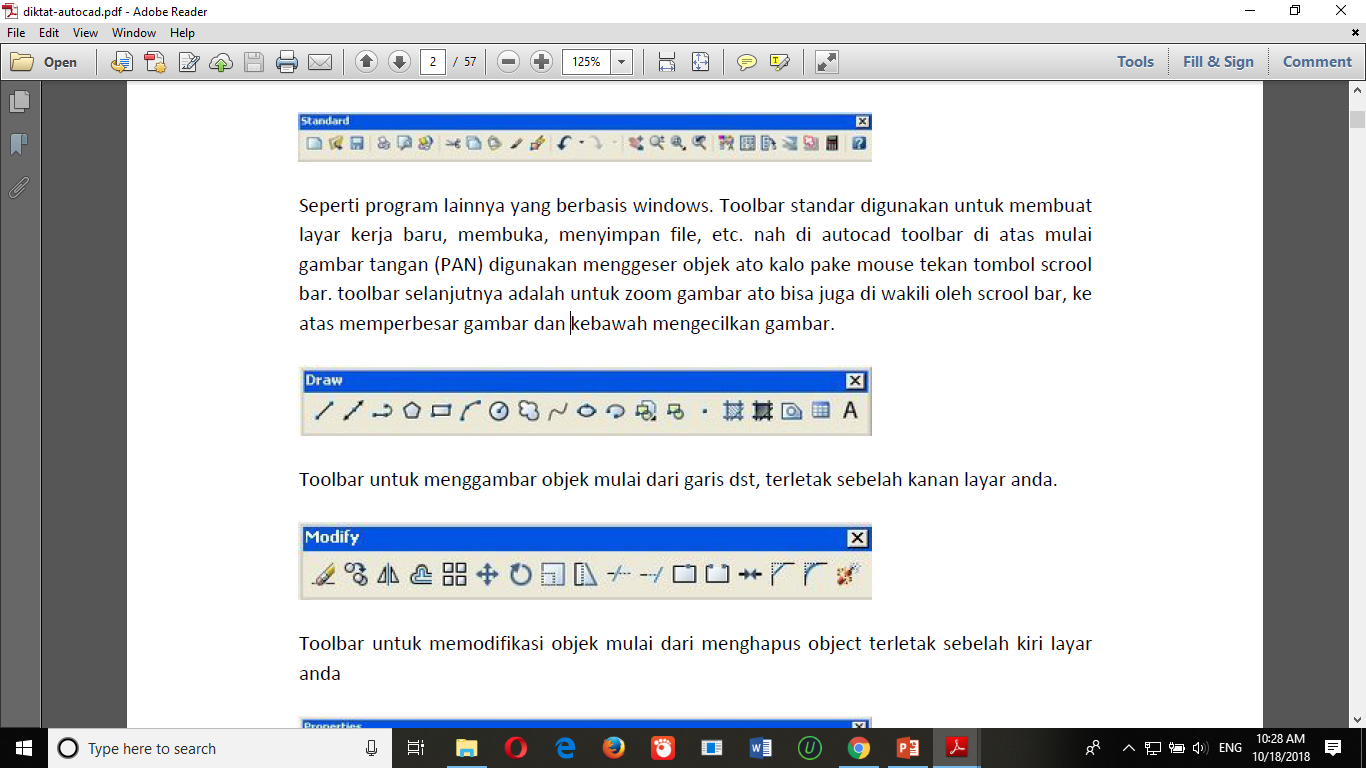 diktat-autocad.pdf - Adobe Reader
File Edit View Window Help
Open 2 / 57 125% Tools Fill & Sign Comment
Standard
Seperti program lainnya yang berbasis windows. Toolbar standar digunakan untuk membuat
layar kerja baru, membuka, menyimpan file, etc. nah di autocad toolbar di atas mulai
gambar tangan (PAN) digunakan menggeser objek ato kalo pake mouse tekan tombol scrool
bar. toolbar selanjutnya adalah untuk zoom gambar ato bisa juga di wakili oleh scrool bar, ke
atas memperbesar gambar dan kebawah mengecilkan gambar.
Draw
A
Toolbar untuk menggambar objek mulai dari garis dst, terletak sebelah kanan layar anda.
Modify
Toolbar untuk memodifikasi objek mulai dari menghapus object terletak sebelah kiri layar
anda
Properties
Type here to search
ENG
10:28 AM
10/18/2018